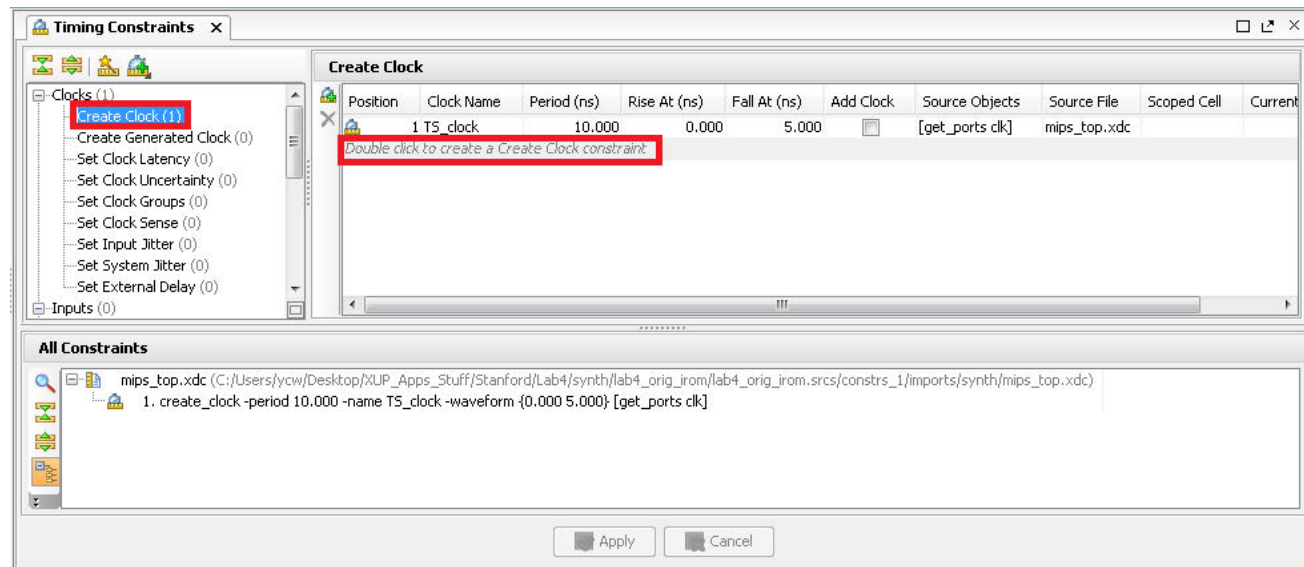 Timing Constraints X
Create Clock
Clocks (1)
Create Clock (1)
Create Generated Clock (0)
Set Clock Latency (0)
Set Clock Uncertainty (0)
Set Clock Groups (0)
Set Clock Sense (0)
Set Input Jitter (0)
Set System Jitter (0)
Set External Delay (0)
Inputs (0)
Position Clock Name Period (ns) Rise At (ns) Fall At (ns) Add Clock Source Objects Source File Scoped Cell Current
1 TS_clock 10.000 0.000 5.000 [get_ports clk] mips_top.xdc
Double click to create a Create Clock constraint
All Constraints
mips_top.xdc (C:/Users/ycw/Desktop/XUP_Apps_Stuff/Stanford/Lab4/synth/lab4_orig_irom/lab4_orig_irom.srcs/constrs_1/imports/synth/mips_top.xdc)
1. create_clock -period 10.000 -name TS_clock -waveform {0.000 5.000} [get_ports clk]
Apply Cancel